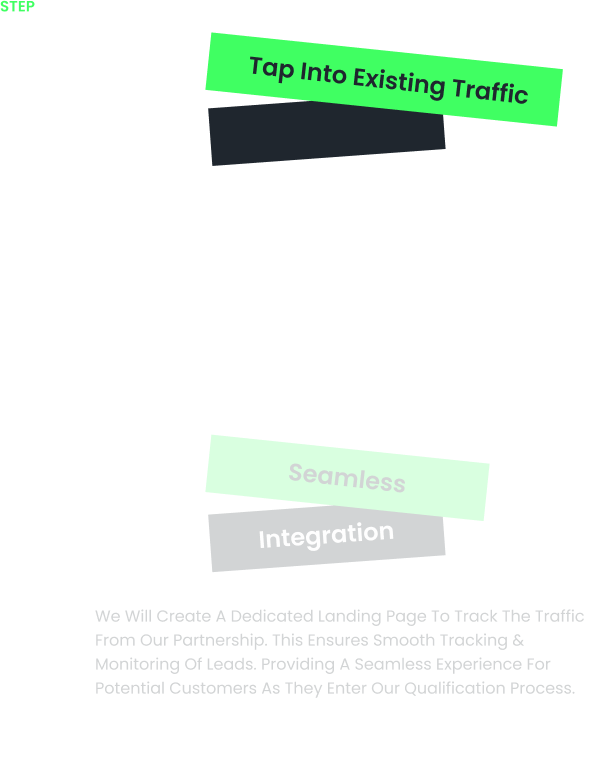 STEP
Tap Into Existing Traffic
Seamless
Integration
We Will Create A Dedicated Landing Page To Track The Traffic
From Our Partnership. This Ensures Smooth Tracking &
Monitoring Of Leads. Providing A Seamless Experience For
Potential Customers As They Enter Our Qualification Process.